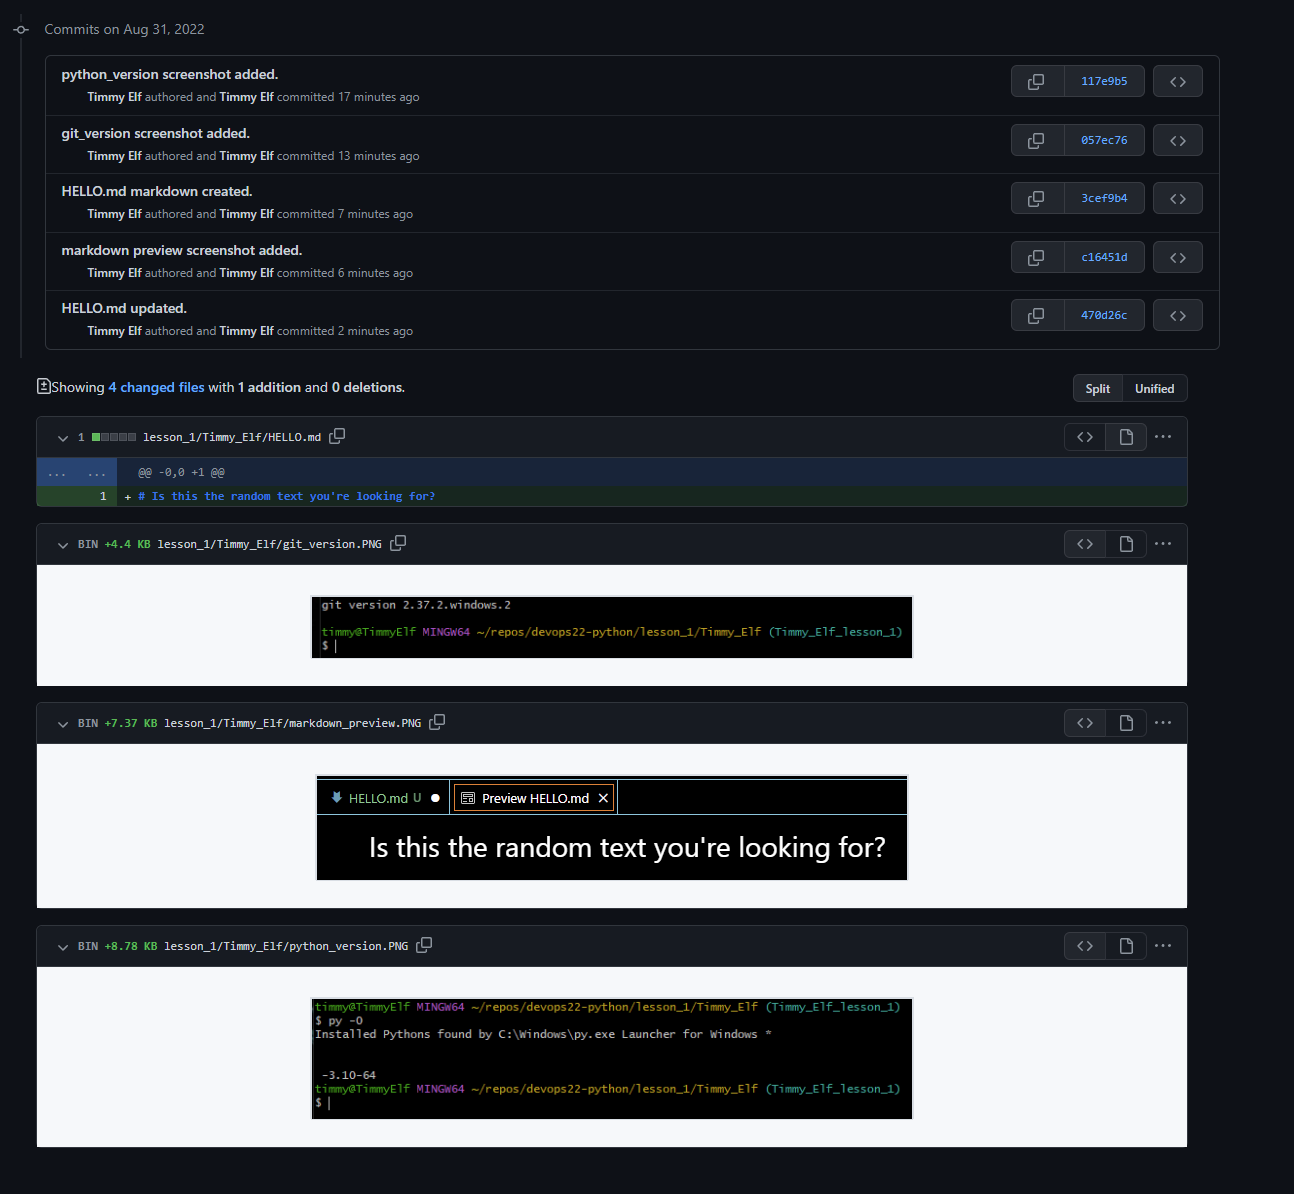 Commits on Aug 31, 2022
python_version screenshot added.
Timmy Elf authored and Timmy Elf committed 17 minutes ago
117e9b5
git_version screenshot added.
Timmy Elf authored and Timmy Elf committed 13 minutes ago
057ec76
HELLO.md markdown created.
Timmy Elf authored and Timmy Elf committed 7 minutes ago
3cef9b4
markdown preview screenshot added.
Timmy Elf authored and Timmy Elf committed 6 minutes ago
c16451d
HELLO.md updated.
Timmy Elf authored and Timmy Elf committed 2 minutes ago
470d26c
Showing 4 changed files with 1 addition and 0 deletions.
Split Unified
1 lesson_1/Timmy_Elf/HELLO.md
... ... @@ -0,0 +1 @@
1 + # Is this the random text you're looking for?
BIN +4.4 KB lesson_1/Timmy_Elf/git_version.PNG
git version 2.37.2.windows.2
timmy@TimmyElf MINGW64 ~/repos/devops22-python/lesson_1/Timmy_Elf (Timmy_Elf_lesson_1)
$
BIN +7.37 KB lesson_1/Timmy_Elf/markdown_preview.PNG
HELLO.md U ● Preview HELLO.md ×
Is this the random text you're looking for?
BIN +8.78 KB lesson_1/Timmy_Elf/python_version.PNG
timmy@TimmyElf MINGW64 ~/repos/devops22-python/lesson_1/Timmy_Elf (Timmy_Elf_lesson_1)
$ py -0
Installed Pythons found by C:\Windows\py.exe Launcher for Windows *
-3.10-64
timmy@TimmyElf MINGW64 ~/repos/devops22-python/lesson_1/Timmy_Elf (Timmy_Elf_lesson_1)
$